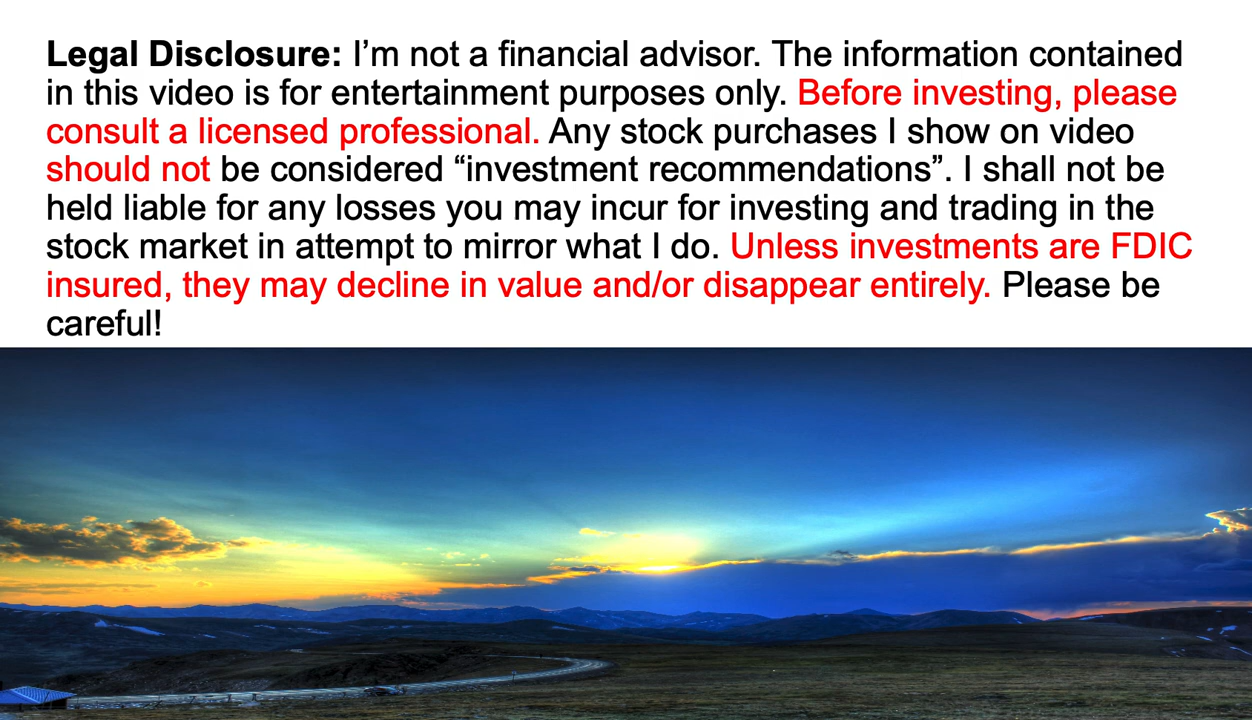 Legal Disclosure: I’m not a financial advisor. The information contained
in this video is for entertainment purposes only. Before investing, please
consult a licensed professional. Any stock purchases I show on video
should not be considered “investment recommendations”. I shall not be
held liable for any losses you may incur for investing and trading in the
stock market in attempt to mirror what I do. Unless investments are FDIC
insured, they may decline in value and/or disappear entirely. Please be
careful!